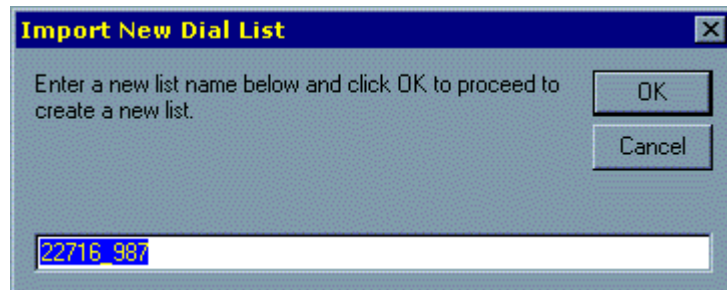 Import New Dial List
Enter a new list name below and click OK to proceed to
create a new list.
OK
Cancel
22716_987